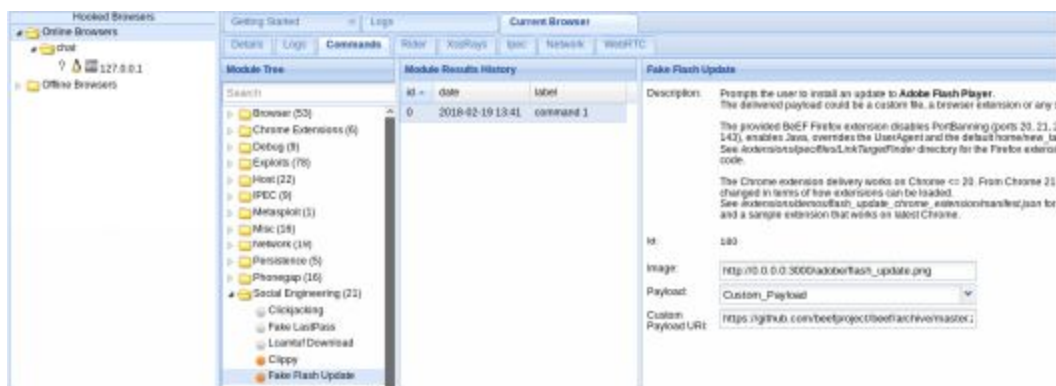 Hooked Browsers
Online Browsers
chat
? 127.0.0.1
Offline Browsers
Getting Started
Logs
Current Browser
Details
Logs
Commands
Rider
XssRays
Ipec
Network
WebRTC
Module Tree
Search
Browser (53)
Chrome Extensions (6)
Debug (9)
Exploits (78)
Host (22)
IPEC (9)
Metasploit (1)
Misc (16)
Network (19)
Persistence (5)
Phonegap (16)
Social Engineering (21)
Clickjacking
Fake LastPass
Download
Clippy
Fake Flash Update
Module Results History
id
date
label
0
2018-02-19 13:41
command 1
Fake Flash Update
Description:
Prompts the user to install an update to Adobe Flash Player.
The delivered payload could be a custom file, a browser extension or any
The provided BeEF Firefox extension disables PortBanning (ports 20, 21, 2
143), enables Java, overrides the UserAgent and the default home/new_ta
See /extensions/ipec/files/LinkTargetFinder directory for the Firefox extensio
code.
The Chrome extension delivery works on Chrome <= 20. From Chrome 21
changed in terms of how extensions can be loaded.
See /extensions/demos/flash_update_chrome_extension/manifest.json for
and a sample extension that works on latest Chrome.
Id:
180
Image:
http://0.0.0.0:3000/adobe/flash_update.png
Payload:
Custom_Payload
Custom
Payload URI:
https://github.com/beefproject/beef/archive/master.z